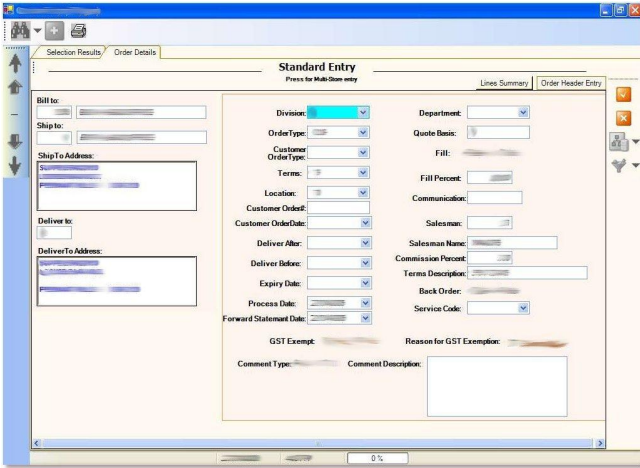 Selection Results Order Details
Standard Entry
Press for Multi-Store entry
Lines Summary Order Header Entry
Bill to:
Ship to:
ShipTo Address:
Deliver to:
DeliverTo Address:
Division: Department:
OrderType: Quote Basis:
Customer OrderType: Fill:
Terms: Fill Percent:
Location: Communication:
Customer Order#:
Customer OrderDate: Salesman:
Deliver After: Salesman Name:
Deliver Before: Commission Percent:
Terms Description:
Expiry Date: Back Order:
Process Date: Service Code:
Forward Statemant Date:
GST Exempt: Reason for GST Exemption:
Comment Type: Comment Description:
0 %